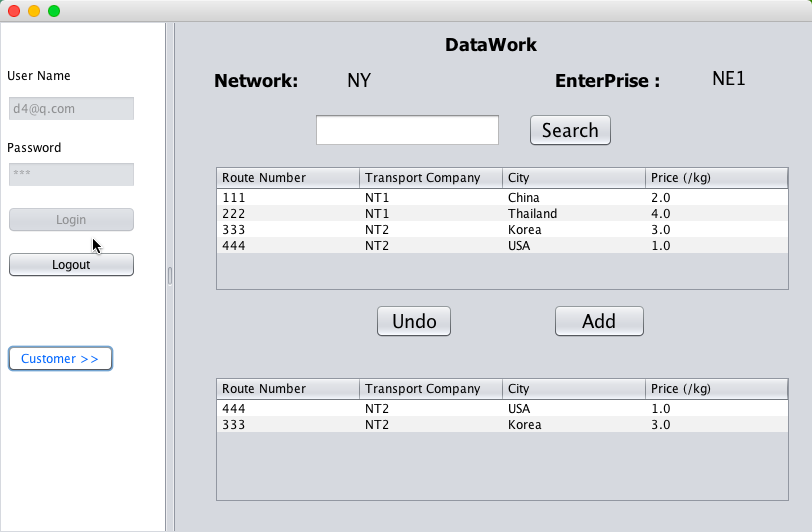 DataWork
User Name
d4@q.com
Password
***
Login
Logout
Customer >>
Network: NY EnterPrise : NE1
Search
Route Number Transport Company City Price (/kg)
111 NT1 China 2.0
222 NT1 Thailand 4.0
333 NT2 Korea 3.0
444 NT2 USA 1.0
Undo Add
Route Number Transport Company City Price (/kg)
444 NT2 USA 1.0
333 NT2 Korea 3.0